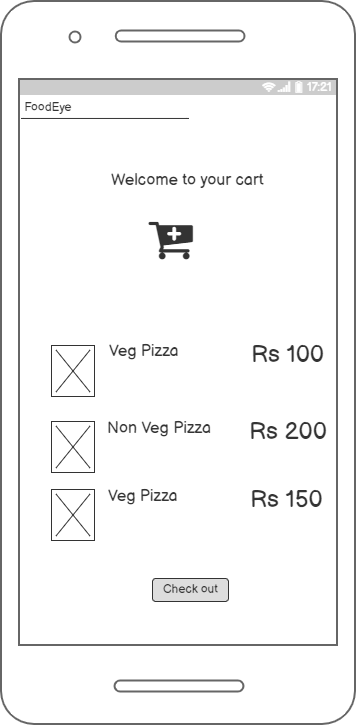 17:21
FoodEye
Welcome to your cart
Veg Pizza Rs 100
Non Veg Pizza Rs 200
Veg Pizza Rs 150
Check out